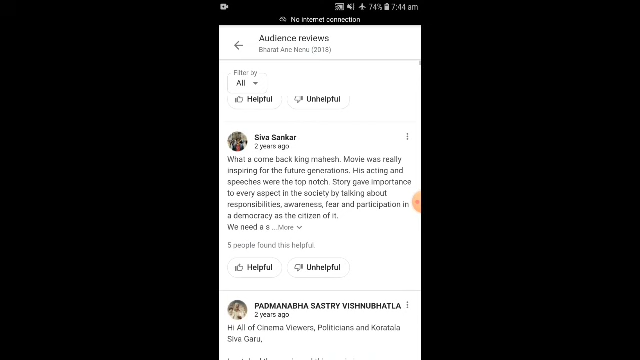 74% 7:44 am
No internet connection
Audience reviews
Bharat Ane Nenu (2018)
Filter by
All
Helpful Unhelpful
Siva Sankar
2 years ago
What a come back king mahesh. Movie was really
inspiring for the future generations. His acting and
speeches were the top notch. Story gave importance
to every aspect in the society by talking about
responsibilities, awareness, fear and participation in
a democracy as the citizen of it.
We need a s ...More
5 people found this helpful.
Helpful Unhelpful
PADMANABHA SASTRY VISHNUBHATLA
2 years ago
Hi All of Cinema Viewers, Politicians and Koratala
Siva Garu,